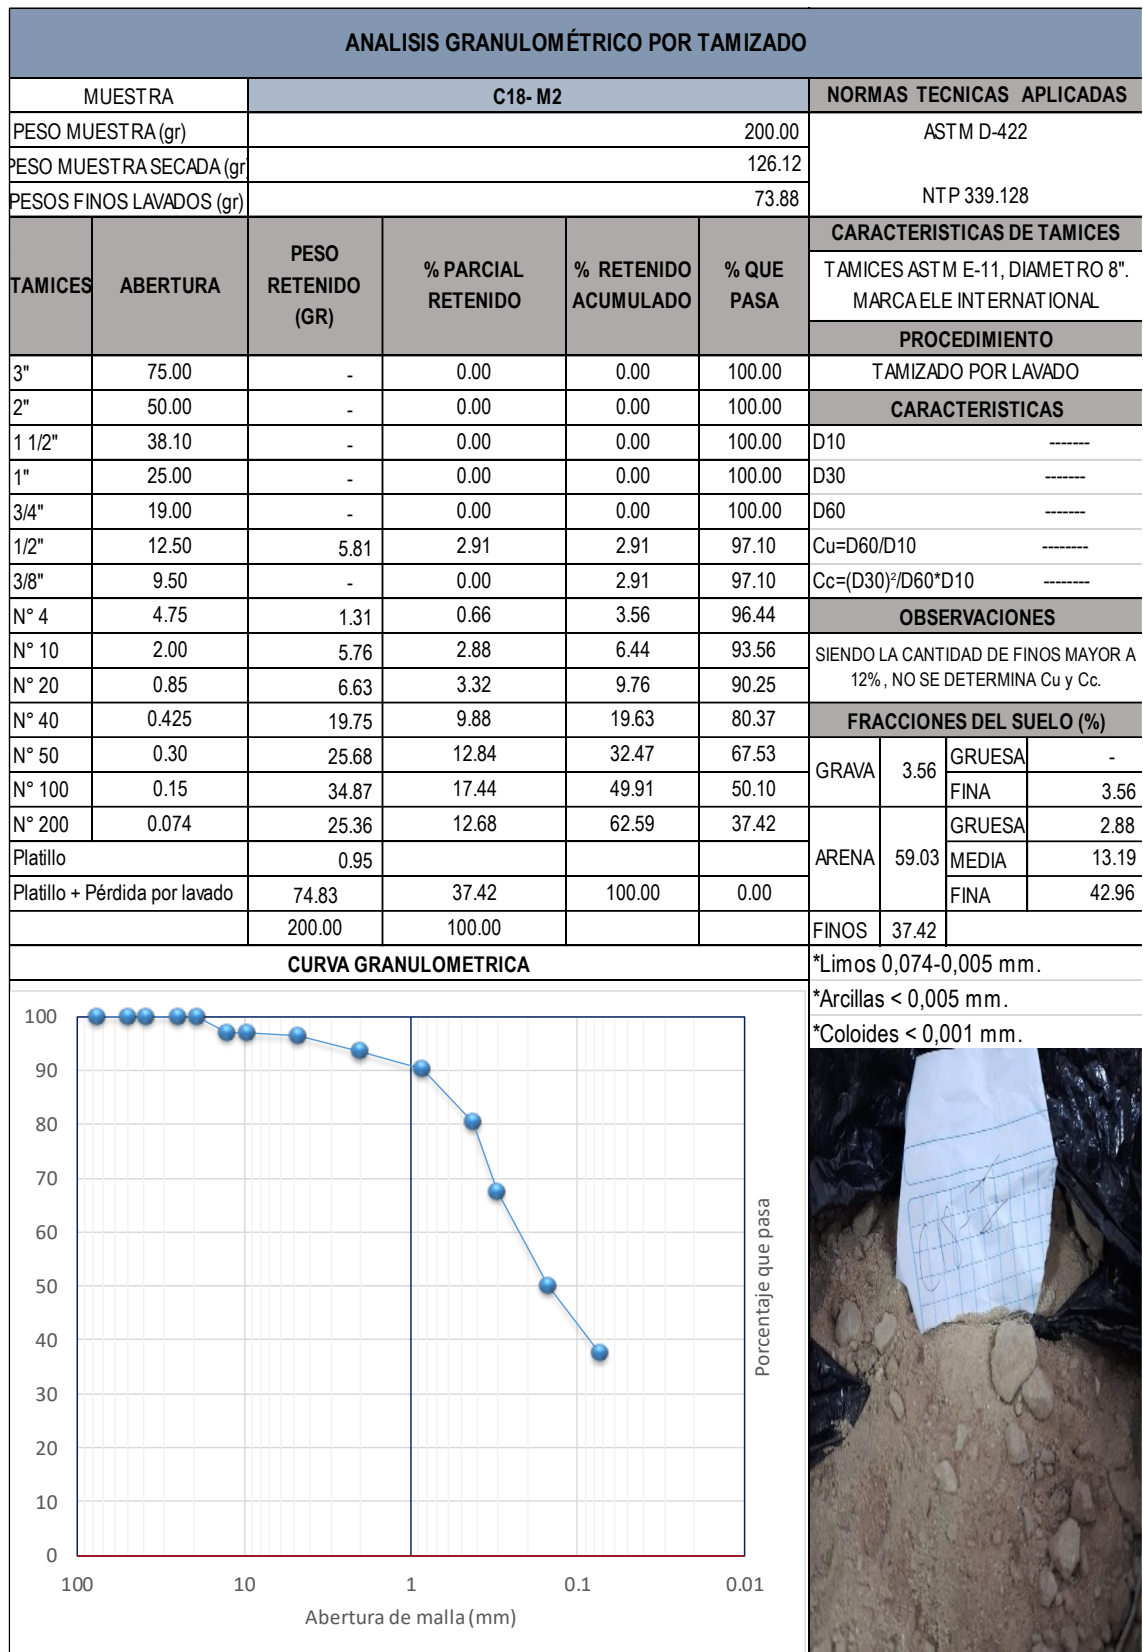 ANALISIS GRANULOMÉTRICO POR TAMIZADO
MUESTRA C18- M2 NORMAS TECNICAS APLICADAS
PESO MUESTRA (gr) 200.00 ASTM D-422
PESO MUESTRA SECADA (gr) 126.12
PESOS FINOS LAVADOS (gr) 73.88 NTP 339.128
TAMICES ABERTURA PESO RETENIDO (GR) % PARCIAL RETENIDO % RETENIDO ACUMULADO % QUE PASA
CARACTERISTICAS DE TAMICES
TAMICES ASTM E-11, DIAMETRO 8".
MARCA ELE INTERNATIONAL
PROCEDIMIENTO
3" 75.00 - 0.00 0.00 100.00 TAMIZADO POR LAVADO
2" 50.00 - 0.00 0.00 100.00 CARACTERISTICAS
1 1/2" 38.10 - 0.00 0.00 100.00 D10 -------
1" 25.00 - 0.00 0.00 100.00 D30 -------
3/4" 19.00 - 0.00 0.00 100.00 D60 -------
1/2" 12.50 5.81 2.91 2.91 97.10 Cu=D60/D10 --------
3/8" 9.50 - 0.00 2.91 97.10 Cc=(D30)²/D60*D10 --------
N° 4 4.75 1.31 0.66 3.56 96.44 OBSERVACIONES
N° 10 2.00 5.76 2.88 6.44 93.56 SIENDO LA CANTIDAD DE FINOS MAYOR A
N° 20 0.85 6.63 3.32 9.76 90.25 12% , NO SE DETERMINA Cu y Cc.
N° 40 0.425 19.75 9.88 19.63 80.37 FRACCIONES DEL SUELO (%)
N° 50 0.30 25.68 12.84 32.47 67.53 GRAVA 3.56 GRUESA -
N° 100 0.15 34.87 17.44 49.91 50.10 FINA 3.56
N° 200 0.074 25.36 12.68 62.59 37.42 GRUESA 2.88
Platillo 0.95 ARENA 59.03 MEDIA 13.19
Platillo + Pérdida por lavado 74.83 37.42 100.00 0.00 FINA 42.96
200.00 100.00 FINOS 37.42
CURVA GRANULOMETRICA *Limos 0,074-0,005 mm.
*Arcillas < 0,005 mm.
*Coloides < 0,001 mm.
100
90
80
70
60
50
40
30
20
10
0
100 10 1 0.1 0.01
Abertura de malla (mm)
Porcentaje que pasa